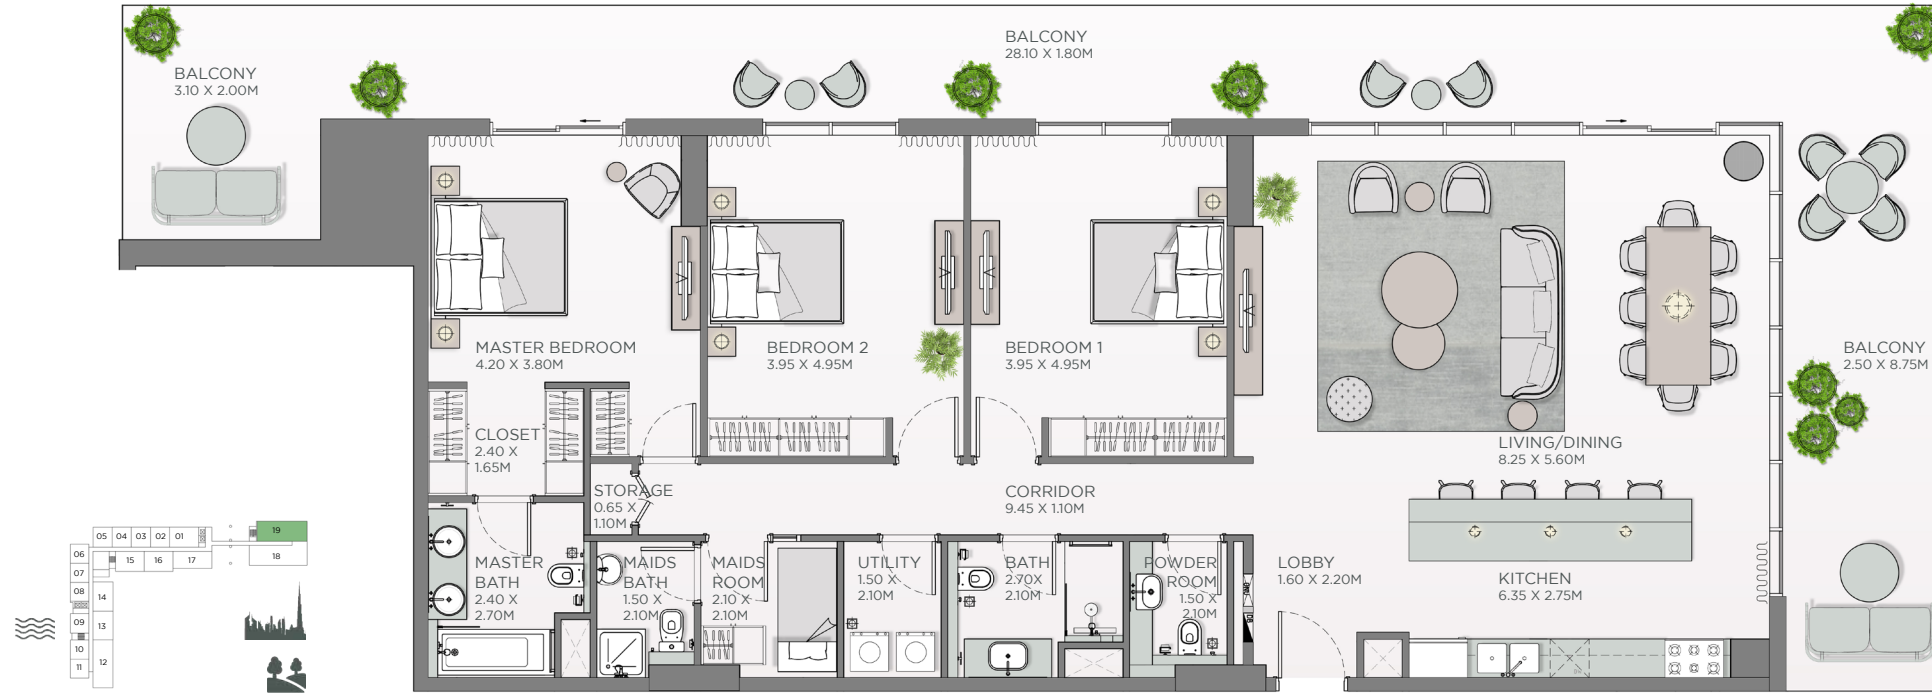 BALCONY
28.10 X 1.80M
BALCONY
3.10 X 2.00M
MASTER BEDROOM
4.20 X 3.80M
BEDROOM 2
3.95 X 4.95M
BEDROOM 1
3.95 X 4.95M
BALCONY
2.50 X 8.75M
CLOSET
2.40 X
1.65M
LIVING/DINING
8.25 X 5.60M
STORAGE
0.65 X
1.10M
CORRIDOR
9.45 X 1.10M
MASTER
BATH
2.40 X
2.70M
MAIDS
BATH
1.50 X
2.10M
MAIDS
ROOM
2.10 X
2.10M
UTILITY
1.50 X
2.10M
BATH
2.70X
2.10M
POWDER
ROOM
1.50 X
2.10M
LOBBY
1.60 X 2.20M
KITCHEN
6.35 X 2.75M
DB
05 04 03 02 01
19
06
15 16 17
18
07
08
14
09
13
10
12
11